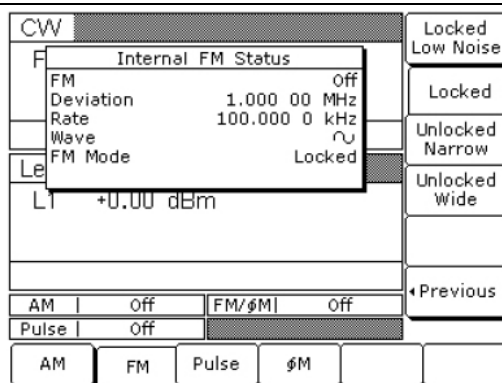 CW
F
Internal FM Status
FM Off
Deviation 1.000 00 MHz
Rate 100.000 0 kHz
Wave
FM Mode Locked
Le
L1 +0.00 dBm
AM Off FM/ϕM Off
Pulse Off
AM FM Pulse ϕM
Locked
Low Noise
Locked
Unlocked
Narrow
Unlocked
Wide
Previous